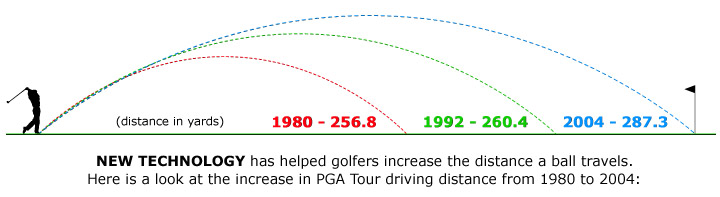 (distance in yards) 1980 - 256.8 1992 - 260.4 2004 - 287.3
NEW TECHNOLOGY has helped golfers increase the distance a ball travels.
Here is a look at the increase in PGA Tour driving distance from 1980 to 2004: